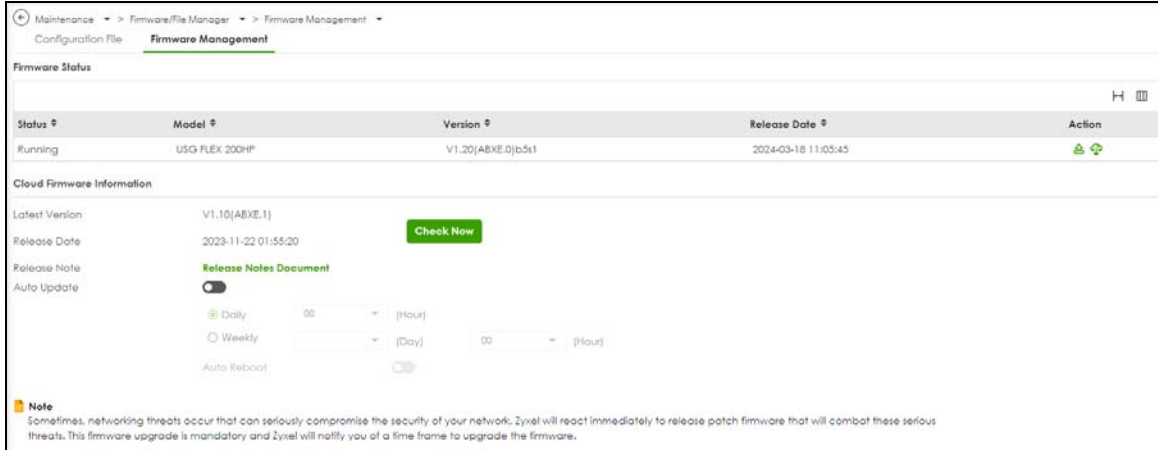 Maintenance > Firmware/File Manager > Firmware Management
Configuration File Firmware Management
Firmware Status
Status Model Version Release Date Action
Running USG FLEX 200HP V1.20(ABXE.0)b5s1 2024-03-18 11:05:45
Cloud Firmware Information
Latest Version V1.10(ABXE.1)
Check Now
Release Date 2023-11-22 01:55:20
Release Note Release Notes Document
Auto Update
Daily 00 (Hour)
Weekly (Day) 00 (Hour)
Auto Reboot
Note
Sometimes, networking threats occur that can seriously compromise the security of your network. Zyxel will react immediately to release patch firmware that will combat these serious
threats. This firmware upgrade is mandatory and Zyxel will notify you of a time frame to upgrade the firmware.